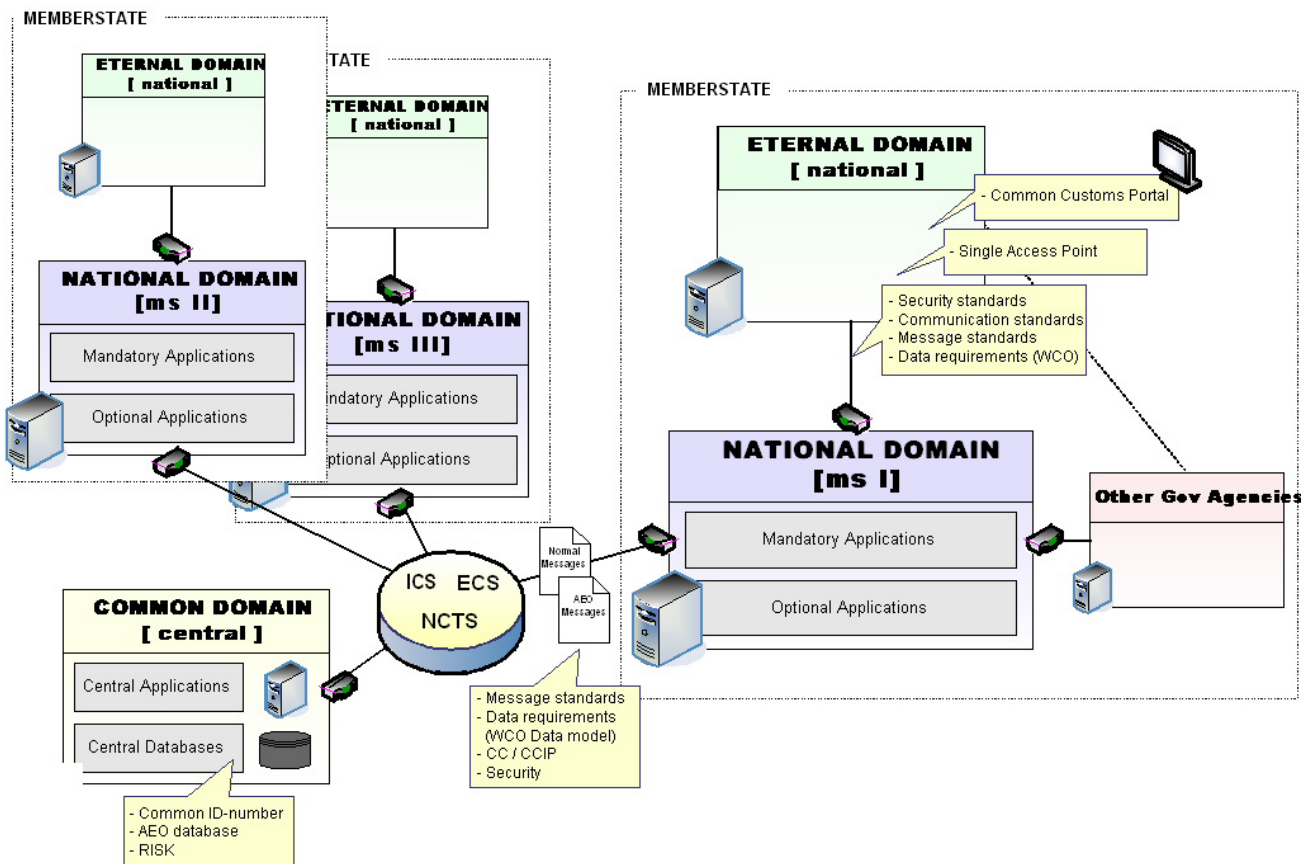 MEMBERSTATE
ETERNAL DOMAIN
[ national ]
NATIONAL DOMAIN
[ms II]
Mandatory Applications
Optional Applications
TATE
ETERNAL DOMAIN
[ national ]
TIONAL DOMAIN
[ms III]
ndatory Applications
ptional Applications
MEMBERSTATE
ETERNAL DOMAIN
[ national ]
- Common Customs Portal
- Single Access Point
- Security standards
- Communication standards
- Message standards
- Data requirements (WCO)
NATIONAL DOMAIN
[ms I]
Mandatory Applications
Optional Applications
Other Gov Agencies
Normal
Messages
AEO
Messages
ICS ECS
NCTS
COMMON DOMAIN
[ central ]
Central Applications
Central Databases
- Common ID-number
- AEO database
- RISK
- Message standards
- Data requirements
(WCO Data model)
- CC / CCIP
- Security